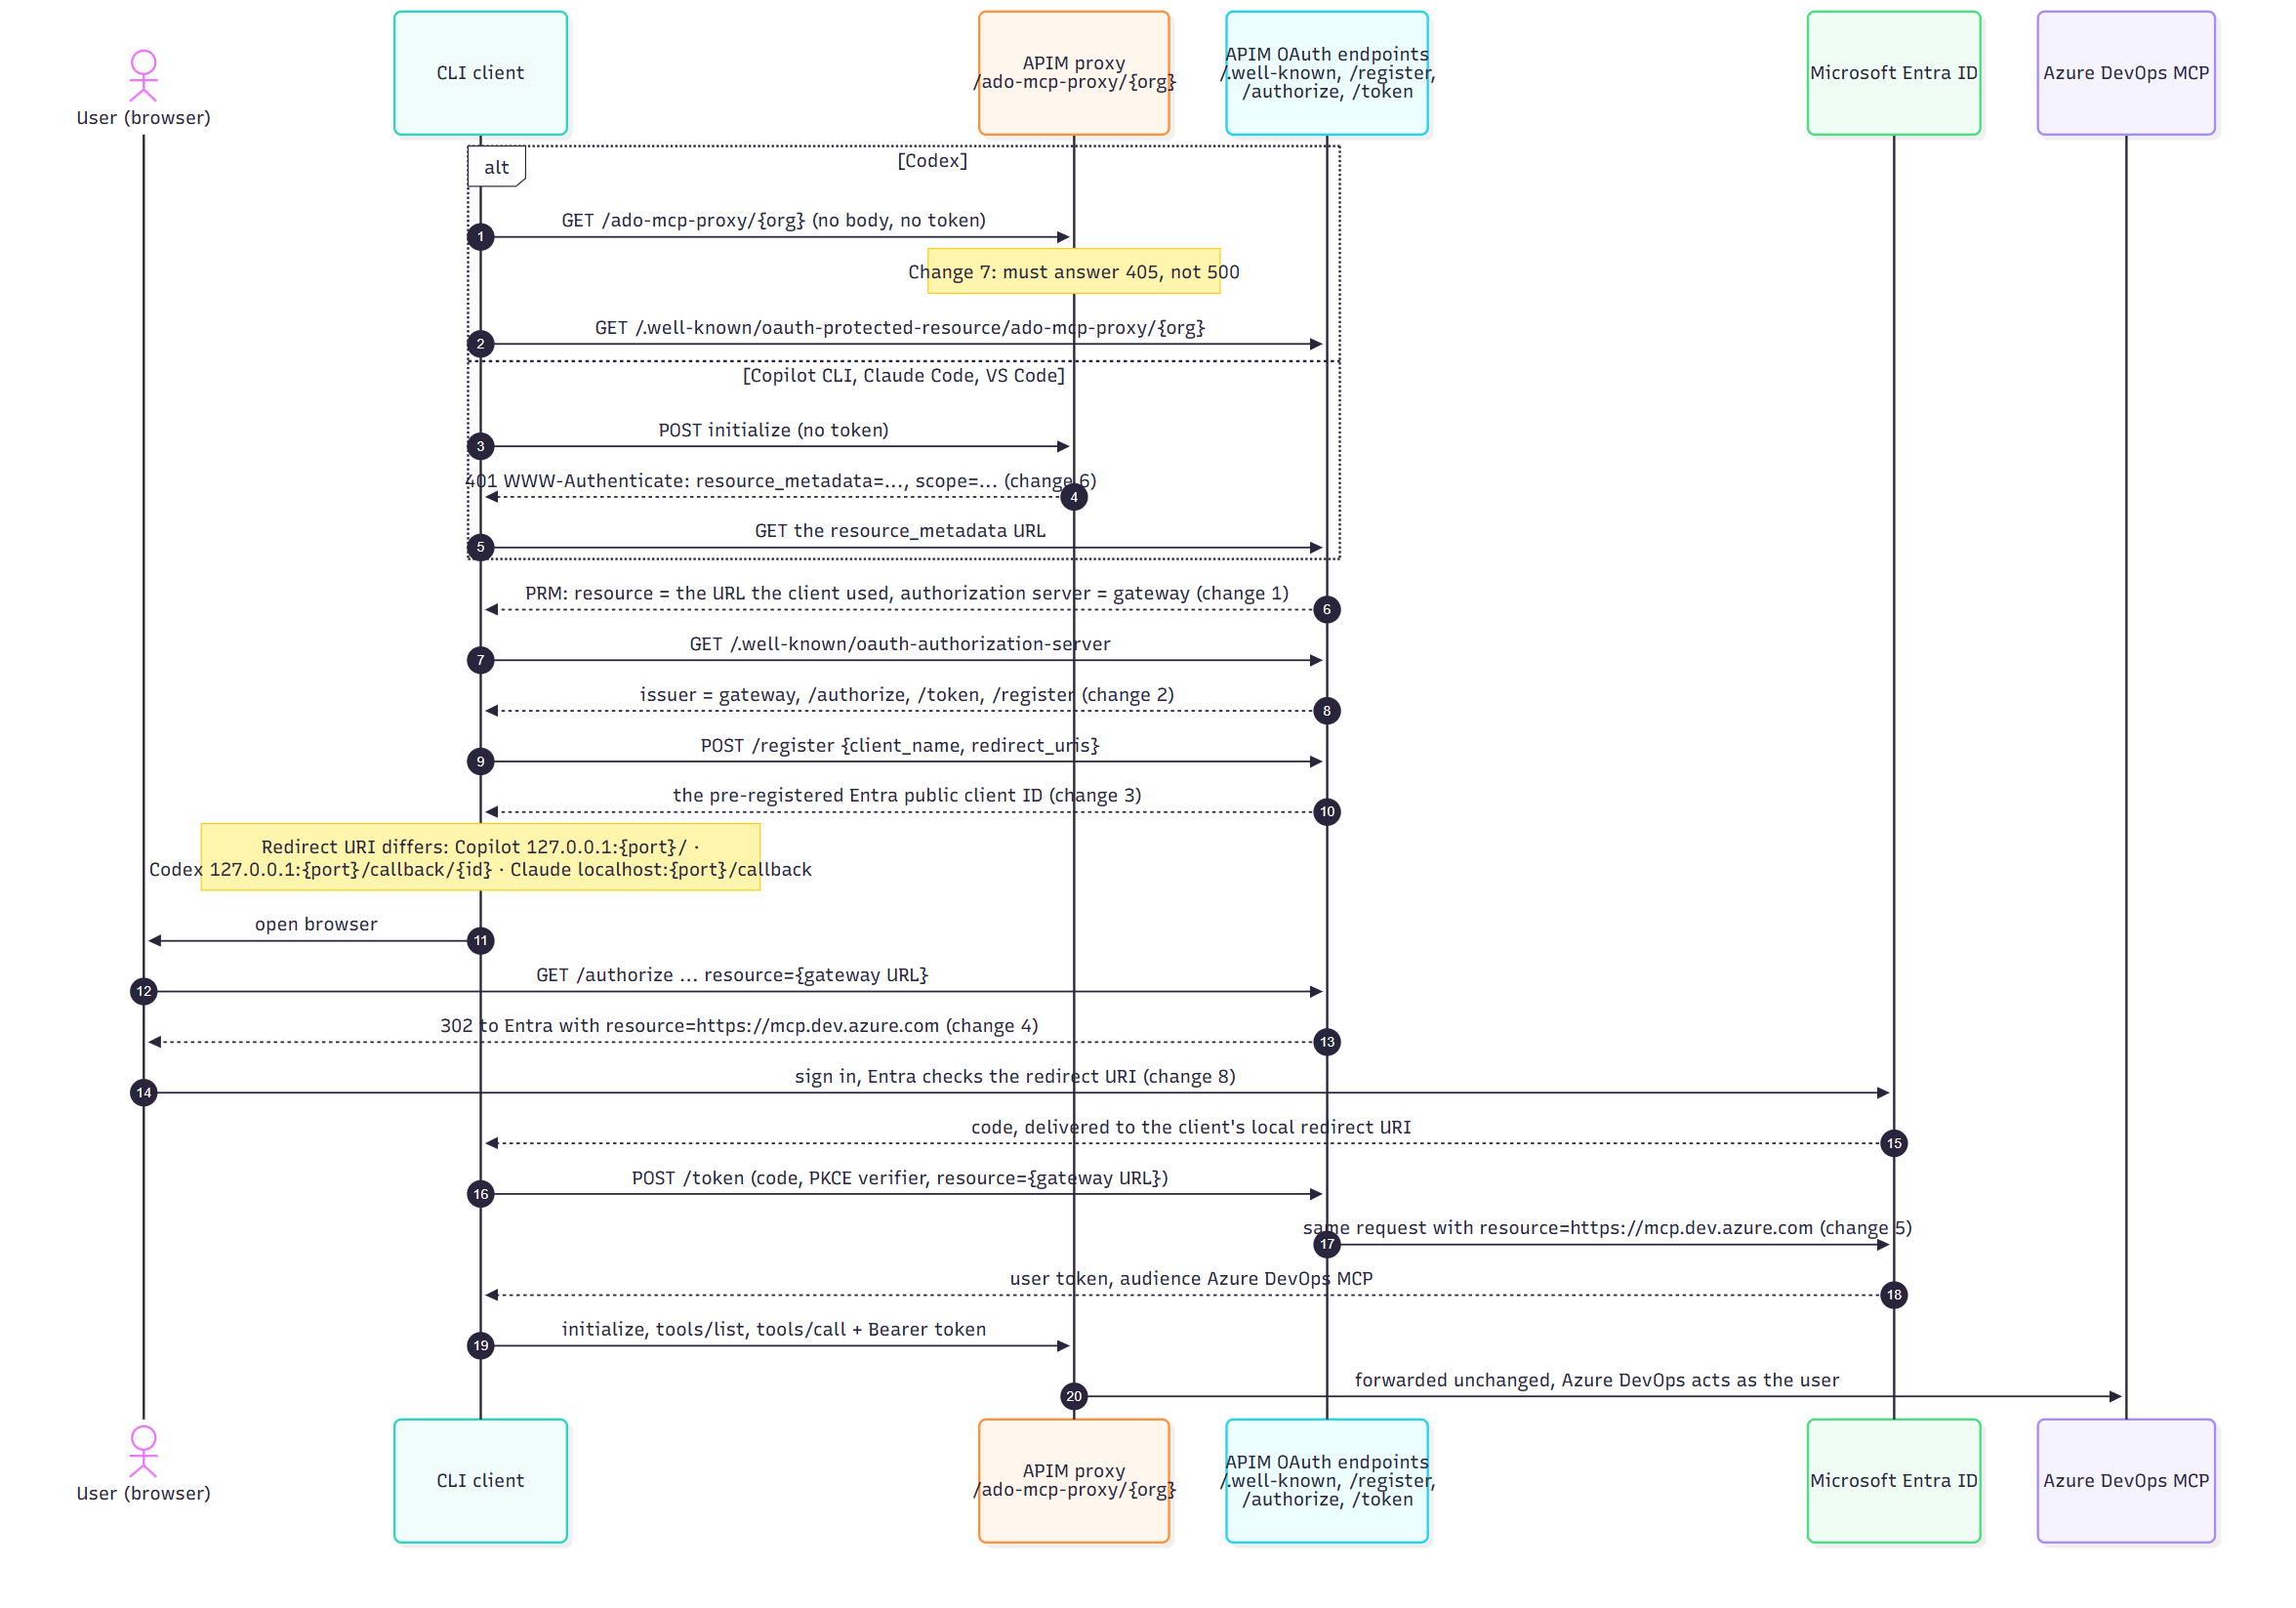 User (browser)
CLI client
APIM proxy
/ado-mcp-proxy/{org}
APIM OAuth endpoints
/.well-known, /register,
/authorize, /token
Microsoft Entra ID
Azure DevOps MCP
alt
[Codex]
GET /ado-mcp-proxy/{org} (no body, no token)
1
Change 7: must answer 405, not 500
GET /.well-known/oauth-protected-resource/ado-mcp-proxy/{org}
2
[Copilot CLI, Claude Code, VS Code]
POST initialize (no token)
3
401 WWW-Authenticate: resource_metadata=..., scope=... (change 6)
4
GET the resource_metadata URL
5
PRM: resource = the URL the client used, authorization server = gateway (change 1)
6
GET /.well-known/oauth-authorization-server
7
issuer = gateway, /authorize, /token, /register (change 2)
8
POST /register {client_name, redirect_uris}
9
the pre-registered Entra public client ID (change 3)
10
Redirect URI differs: Copilot 127.0.0.1:{port}/ ·
Codex 127.0.0.1:{port}/callback/{id} · Claude localhost:{port}/callback
open browser
11
GET /authorize ... resource={gateway URL}
12
302 to Entra with resource=https://mcp.dev.azure.com (change 4)
13
sign in, Entra checks the redirect URI (change 8)
14
code, delivered to the client's local redirect URI
15
POST /token (code, PKCE verifier, resource={gateway URL})
16
same request with resource=https://mcp.dev.azure.com (change 5)
17
user token, audience Azure DevOps MCP
18
initialize, tools/list, tools/call + Bearer token
19
forwarded unchanged, Azure DevOps acts as the user
20
User (browser)
CLI client
APIM proxy
/ado-mcp-proxy/{org}
APIM OAuth endpoints
/.well-known, /register,
/authorize, /token
Microsoft Entra ID
Azure DevOps MCP